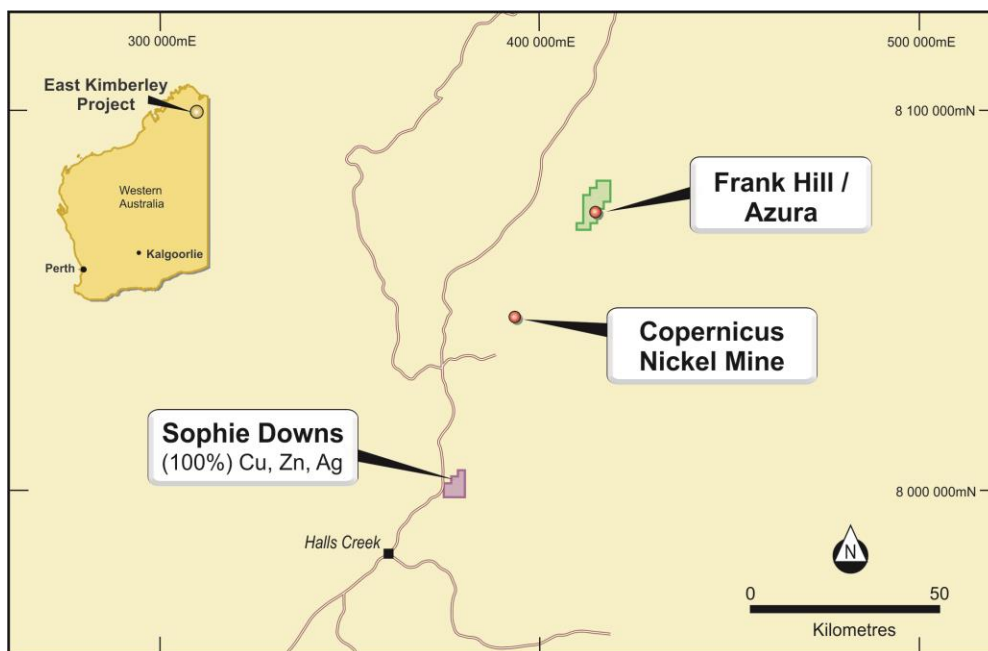 300 000mE
400 000mE
500 000mE
East Kimberley
Project
8 100 000mN
Western
Australia
Perth
Kalgoorlie
Frank Hill /
Azura
Copernicus
Nickel Mine
Sophie Downs
(100%) Cu, Zn, Ag
8 000 000mN
Halls Creek
N
0
50
Kilometres